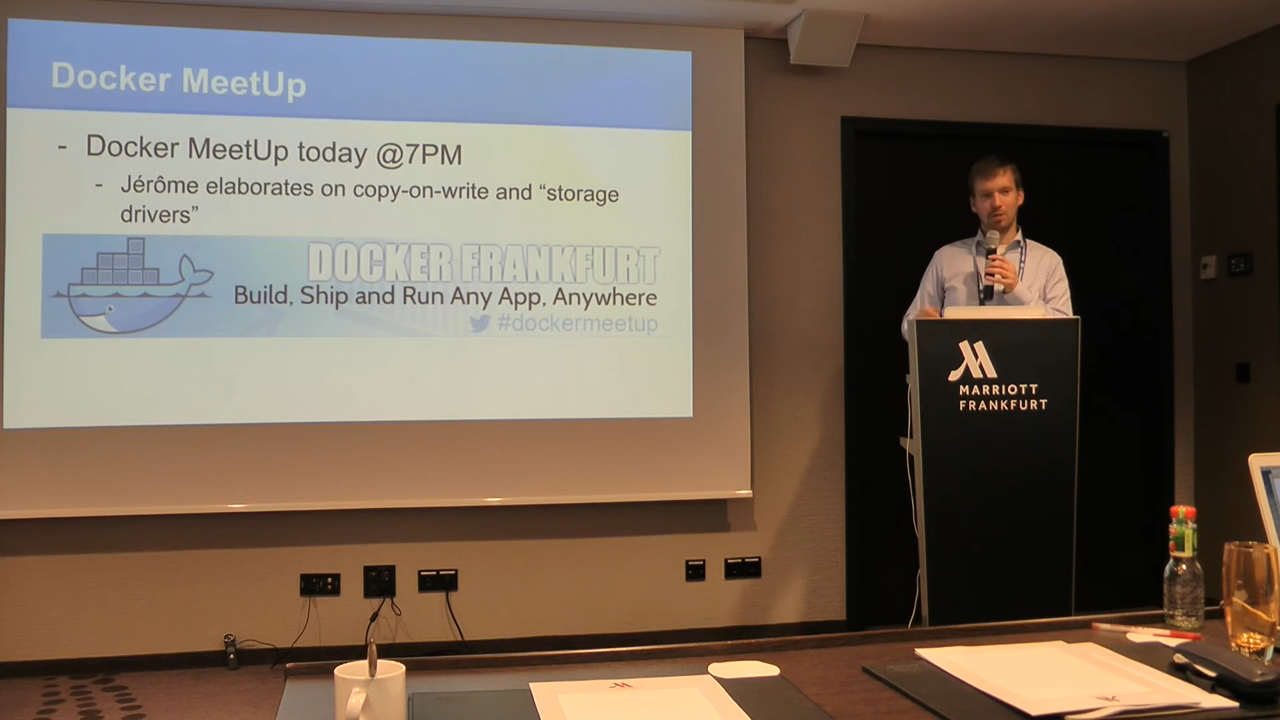 Docker MeetUp
- Docker MeetUp today @7PM
- Jérôme elaborates on copy-on-write and “storage
drivers”
DOCKER FRANKFURT
Build, Ship and Run Any App, Anywhere
#dockermeetup
MARRIOTT
FRANKFURT